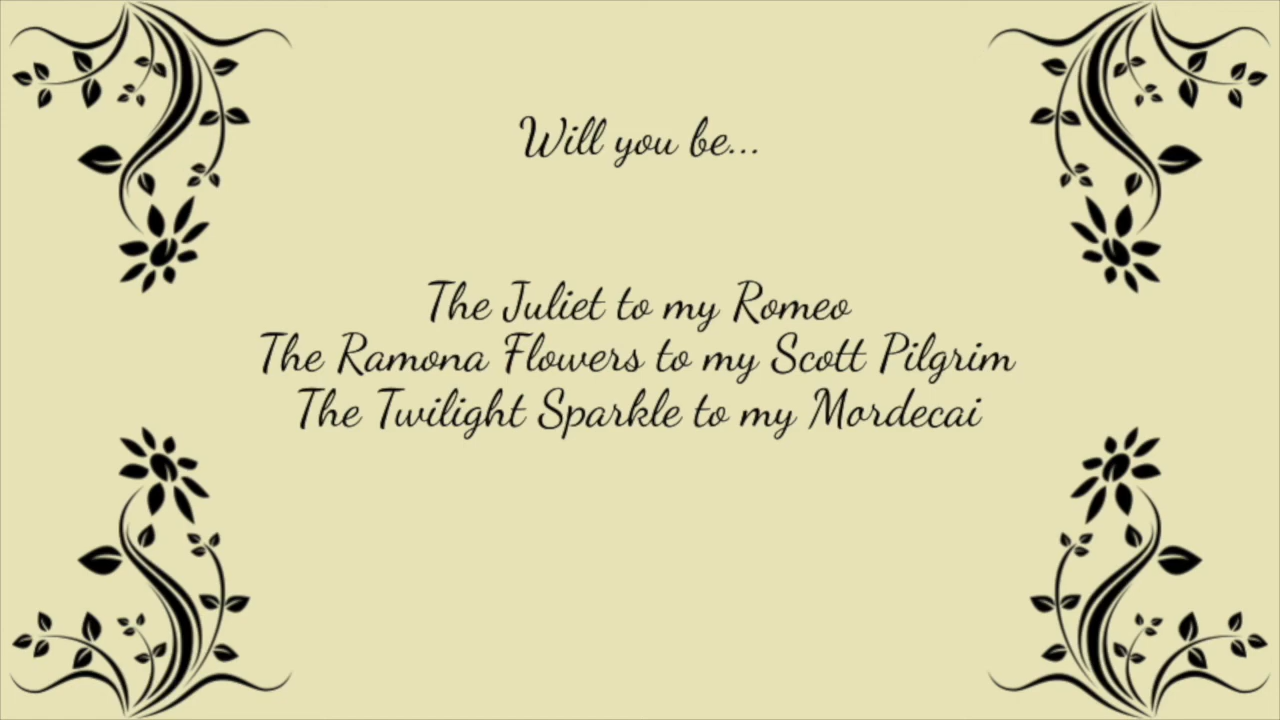 Will you be...
The Juliet to my Romeo
The Ramona Flowers to my Scott Pilgrim
The Twilight Sparkle to my Mordecai